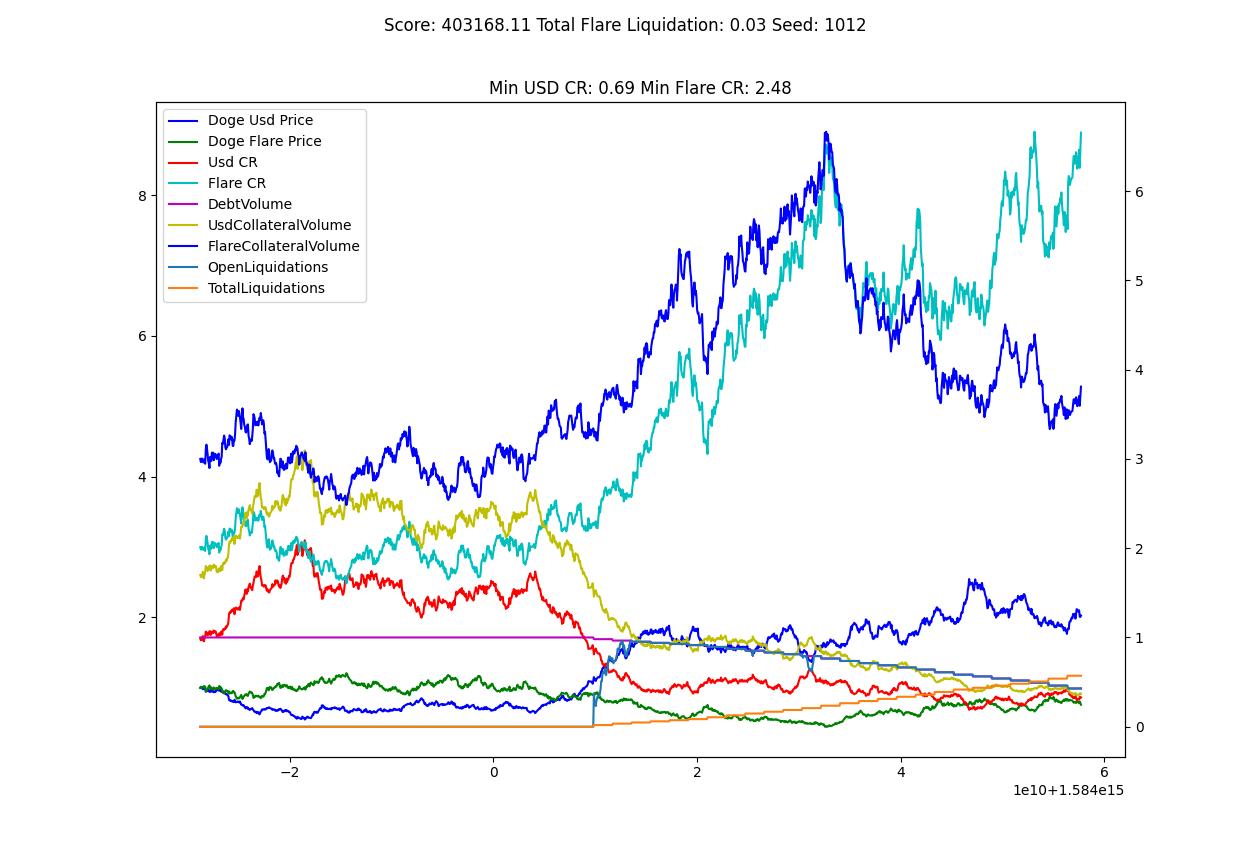 Score: 403168.11 Total Flare Liquidation: 0.03 Seed: 1012
Min USD CR: 0.69 Min Flare CR: 2.48
Doge Usd Price
Doge Flare Price
Usd CR
Flare CR
DebtVolume
UsdCollateralVolume
FlareCollateralVolume
OpenLiquidations
TotalLiquidations
8
6
4
2
6
5
4
3
2
1
0
−2 0 2 4 6
1e10+1.584e15